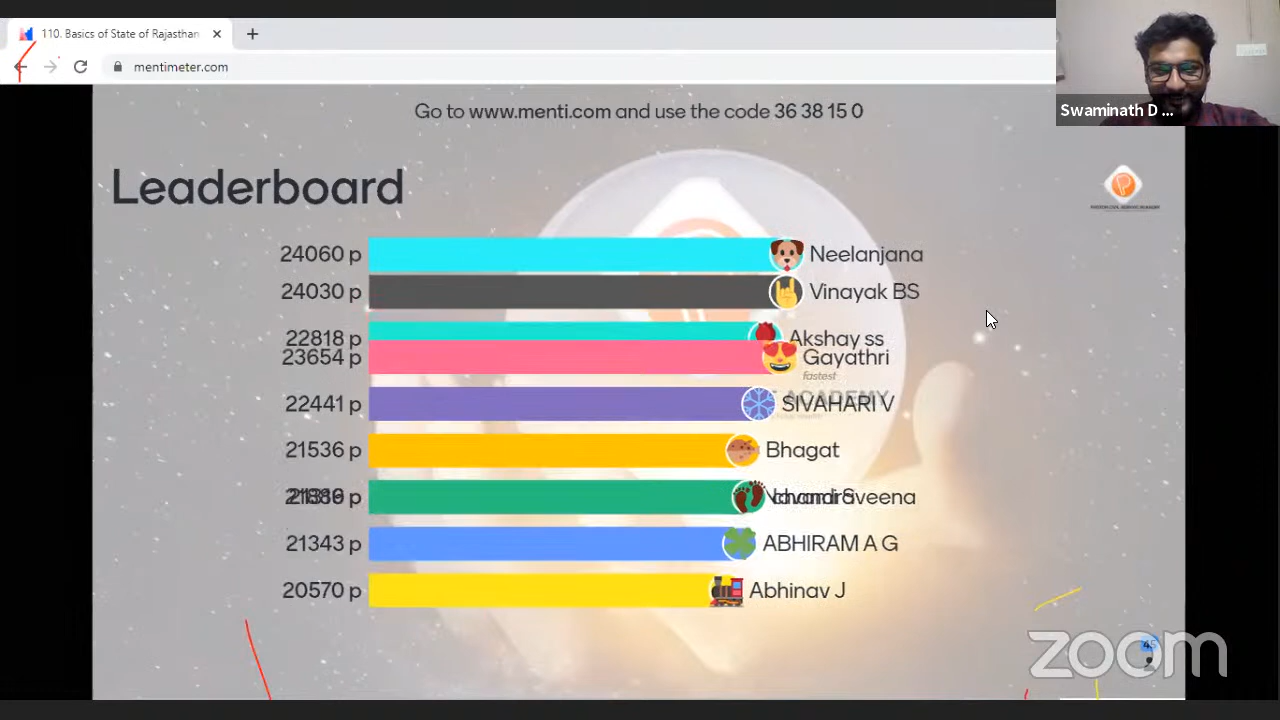 110. Basics of State of Rajasthan
mentimeter.com
Swaminath D ...
Go to www.menti.com and use the code 36 38 15 0
Leaderboard
24060 p Neelanjana
24030 p Vinayak BS
22818 p Akshay ss
23654 p Gayathri
fastest
ACADEMY
22441 p SIVAHARI V
21536 p Bhagat
21343 p ABHIRAM A G
20570 p Abhinav J
45
zoom